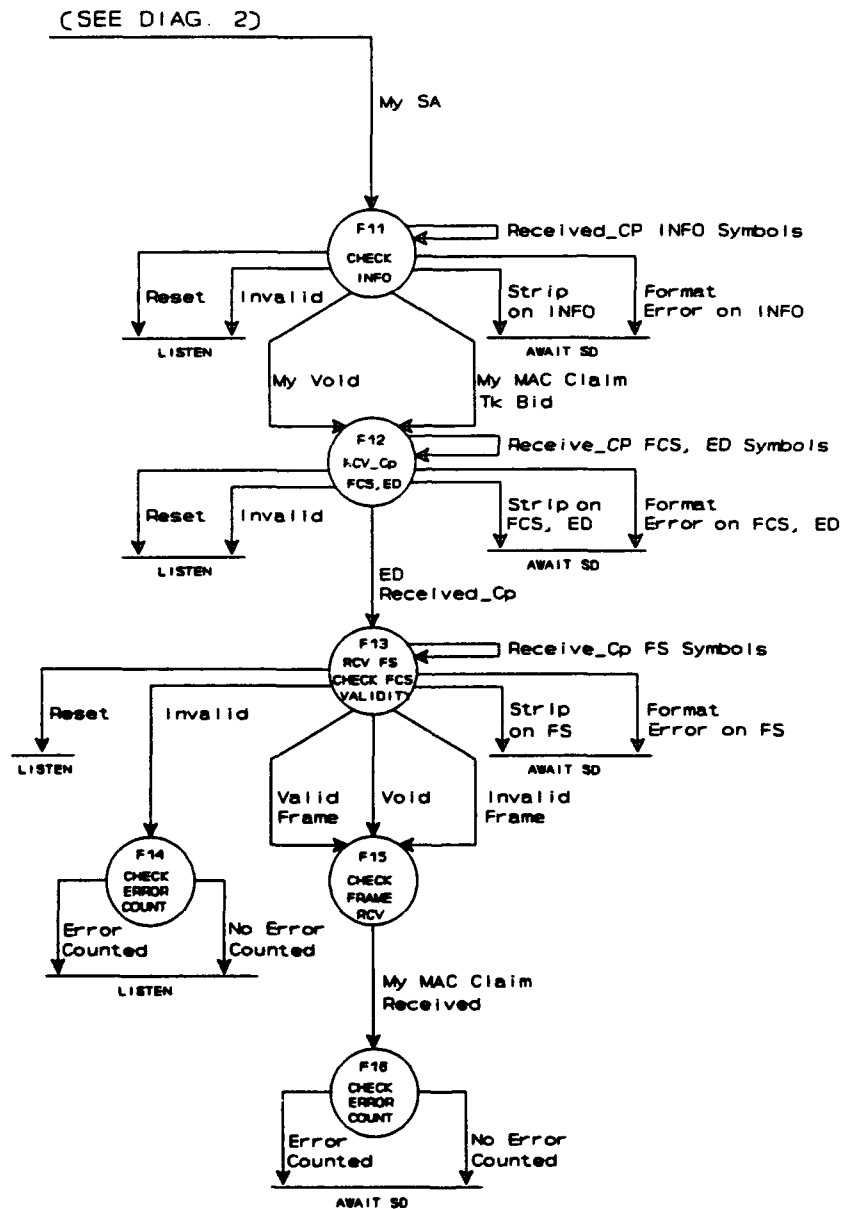 (SEE DIAG. 2)
My SA
F11
CHECK
INFO
Received_CP INFO Symbols
Reset
Invalid
Strip
on INFO
Format
Error on INFO
LISTEN
AWAIT SD
My Void
My MAC Claim
Tk Bid
F12
RCV_Cp
FCS,ED
Receive_CP FCS, ED Symbols
Reset
Invalid
Strip on
FCS, ED
Format
Error on FCS, ED
LISTEN
AWAIT SD
ED
Received_Cp
F13
RCV FS
CHECK FCS
VALIDITY
Receive_Cp FS Symbols
Reset
Invalid
Strip
on FS
Format
Error on FS
LISTEN
AWAIT SD
Valid
Frame
Void
Invalid
Frame
F14
CHECK
ERROR
COUNT
F15
CHECK
FRAME
RCV
Error
Counted
No Error
Counted
LISTEN
My MAC Claim
Received
F16
CHECK
ERROR
COUNT
Error
Counted
No Error
Counted
AWAIT SD